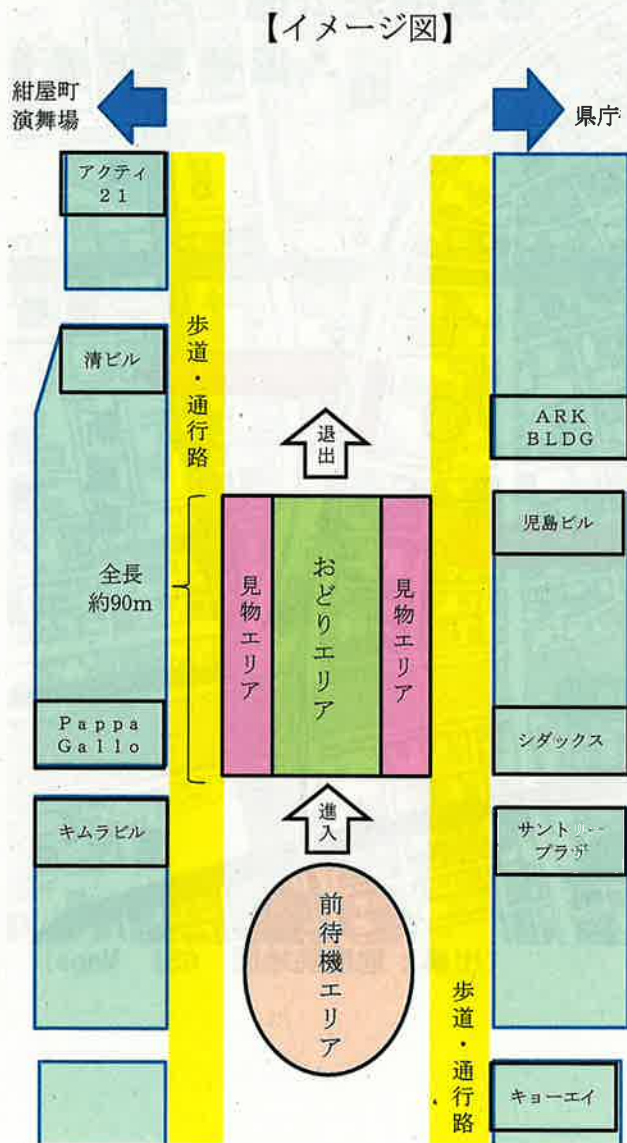 【イメージ図】
紺屋町
演舞場
県庁
アクティ
２１
清ビル
歩道・通行路
退出
ARK
BLDG
児島ビル
全長
約90m
見物エリア
おどりエリア
見物エリア
Pappa
Gallo
シダックス
進入
キムラビル
サントリー
プラザ
前待機エリア
歩道・通行路
キョーエイ